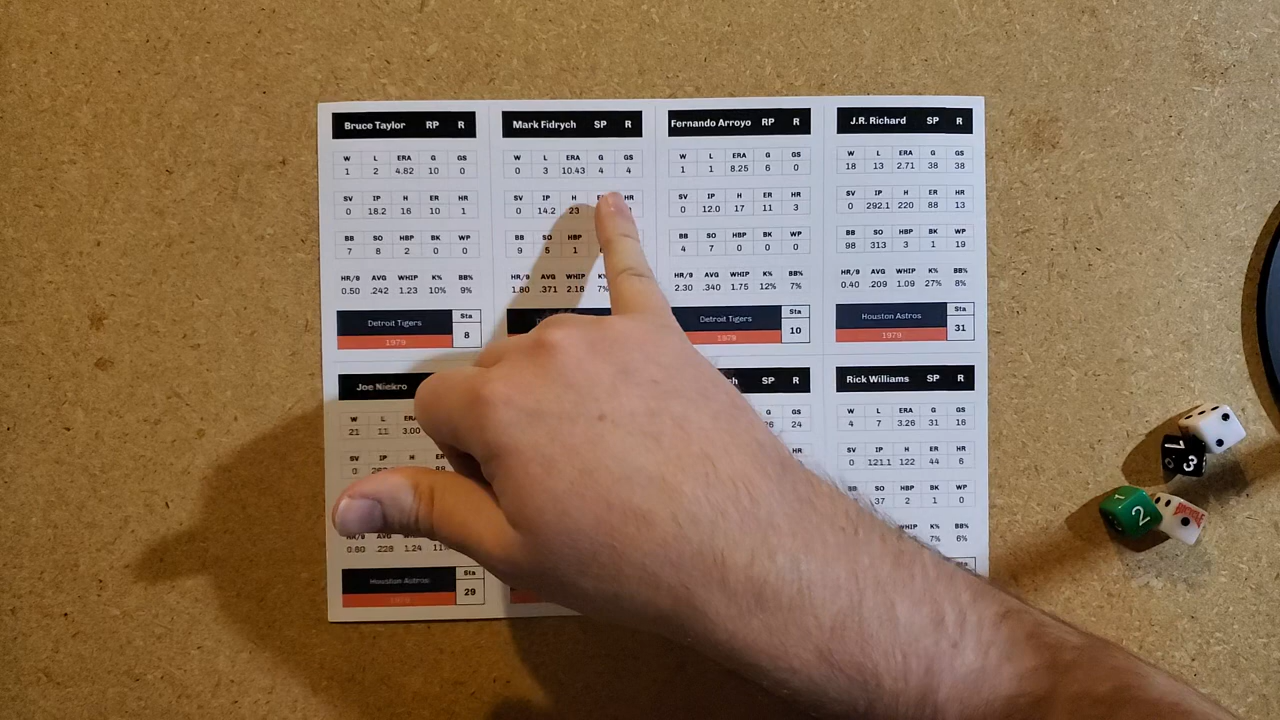 Bruce Taylor RP R
W L ERA G GS
1 2 4.82 10 0
SV IP H ER HR
0 18.2 16 10 1
BB SO HBP BK WP
7 8 2 0 0
HR/9 AVG WHIP K% BB%
0.50 .242 1.23 10% 9%
Detroit Tigers Sta
1979 8
Mark Fidrych SP R
W L ERA G GS
0 3 10.43 4 4
SV IP H HR
0 14.2 23
BB SO HBP
9 5 1
HR/9 AVG WHIP
1.80 .371 2.18 7%
Fernando Arroyo RP R
W L ERA G GS
1 1 8.25 6 0
SV IP H ER HR
0 12.0 17 11 3
BB SO HBP BK WP
4 7 0 0 0
HR/9 AVG WHIP K% BB%
2.30 .340 1.75 12% 7%
Detroit Tigers Sta
1979 10
J.R. Richard SP R
W L ERA G GS
18 13 2.71 38 38
SV IP H ER HR
0 292.1 220 88 13
BB SO HBP BK WP
98 313 3 1 19
HR/9 AVG WHIP K% BB%
0.40 .209 1.09 27% 8%
Houston Astros Sta
1979 31
Joe Niekro
W L ERA
21 11 3.00
SV IP H ER
0
HR/9 AVG WHIP
0.60 .228 1.24 11%
Houston Astros Sta
1979 29
SP R
GS
24
HR
Rick Williams SP R
W L ERA G GS
4 7 3.26 31 16
SV IP H ER HR
0 121.1 122 44 6
BB SO HBP BK WP
37 2 1 0
WHIP K% BB%
7% 6%
Sta
3
1
2
BICYCLE